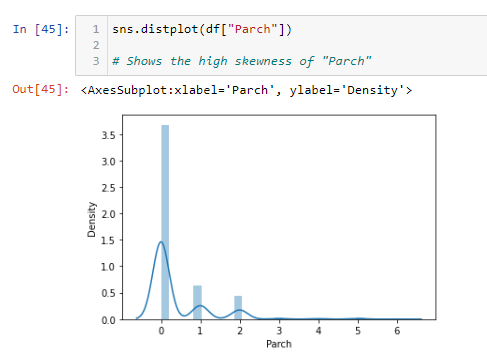 In [45]:
1 sns.distplot(df["Parch"])
2
3 # Shows the high skewness of "Parch"
Out[45]: <AxesSubplot:xlabel='Parch', ylabel='Density'>
3.5
3.0
2.5
2.0
1.5
1.0
0.5
0.0
Density
0 1 2 3 4 5 6
Parch